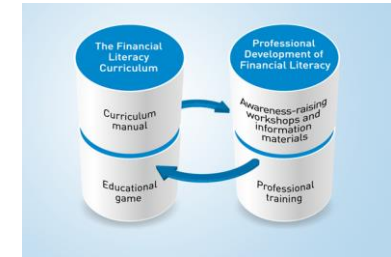 The Financial
Literacy
Curriculum
Curriculum
manual
Educational
game
Professional
Development of
Financial Literacy
Awareness-raising
workshops and
information
materials
Professional
training